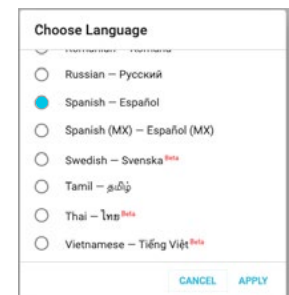 Choose Language
Russian – Русский
Spanish – Español
Spanish (MX) – Español (MX)
Swedish – Svenska Beta
Tamil – தமிழ்
Thai – ไทย Beta
Vietnamese – Tiếng Việt Beta
CANCEL APPLY